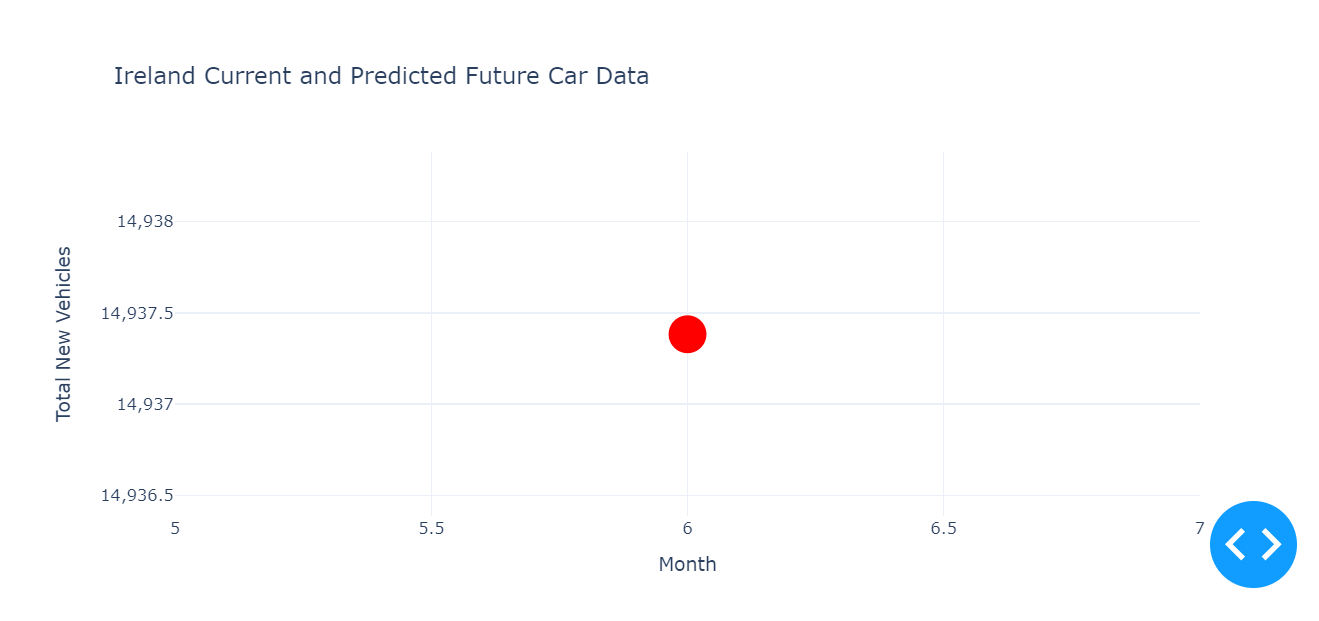 Ireland Current and Predicted Future Car Data
Total New Vehicles
14,938
14,937.5
14,937
14,936.5
5 5.5 6 6.5 7
Month